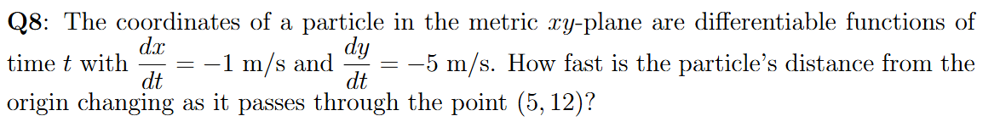 Q8: The coordinates of a particle in the metric xy-plane are differentiable functions of
time t with dx/dt = −1 m/s and dy/dt = −5 m/s. How fast is the particle's distance from the
origin changing as it passes through the point (5, 12)?